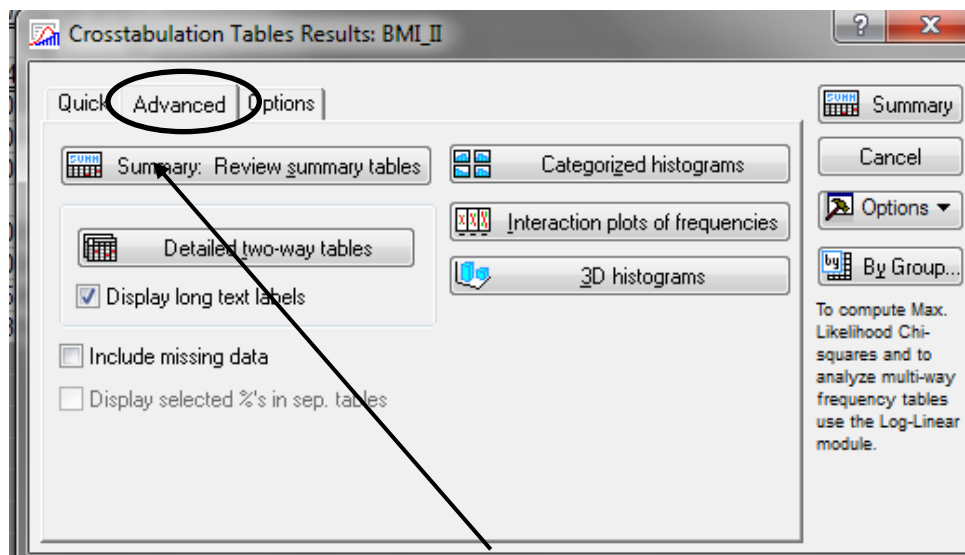 Crosstabulation Tables Results: BMI_II
?
X
Quick Advanced Options
Summary: Review summary tables
Detailed two-way tables
Display long text labels
Include missing data
Display selected %'s in sep. tables
Categorized histograms
Interaction plots of frequencies
3D histograms
SUMM Summary
Cancel
Options
by By Group...
To compute Max.
Likelihood Chi-
squares and to
analyze multi-way
frequency tables
use the Log-Linear
module.